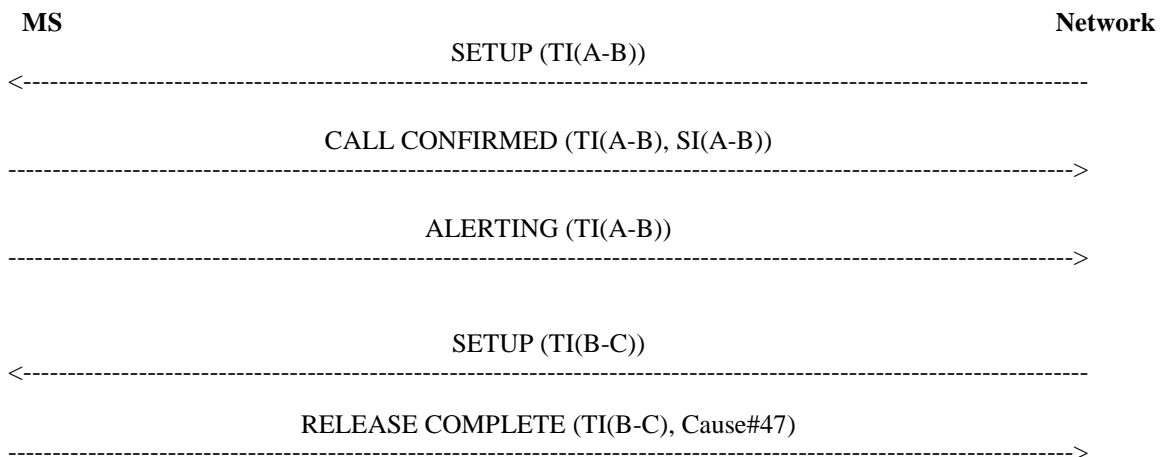 MS Network
SETUP (TI(A-B))
<----------------------------------------------------------------------------------------------------------------------------
CALL CONFIRMED (TI(A-B), SI(A-B))
---------------------------------------------------------------------------------------------------------------------------->
ALERTING (TI(A-B))
---------------------------------------------------------------------------------------------------------------------------->
SETUP (TI(B-C))
<----------------------------------------------------------------------------------------------------------------------------
RELEASE COMPLETE (TI(B-C), Cause#47)
---------------------------------------------------------------------------------------------------------------------------->